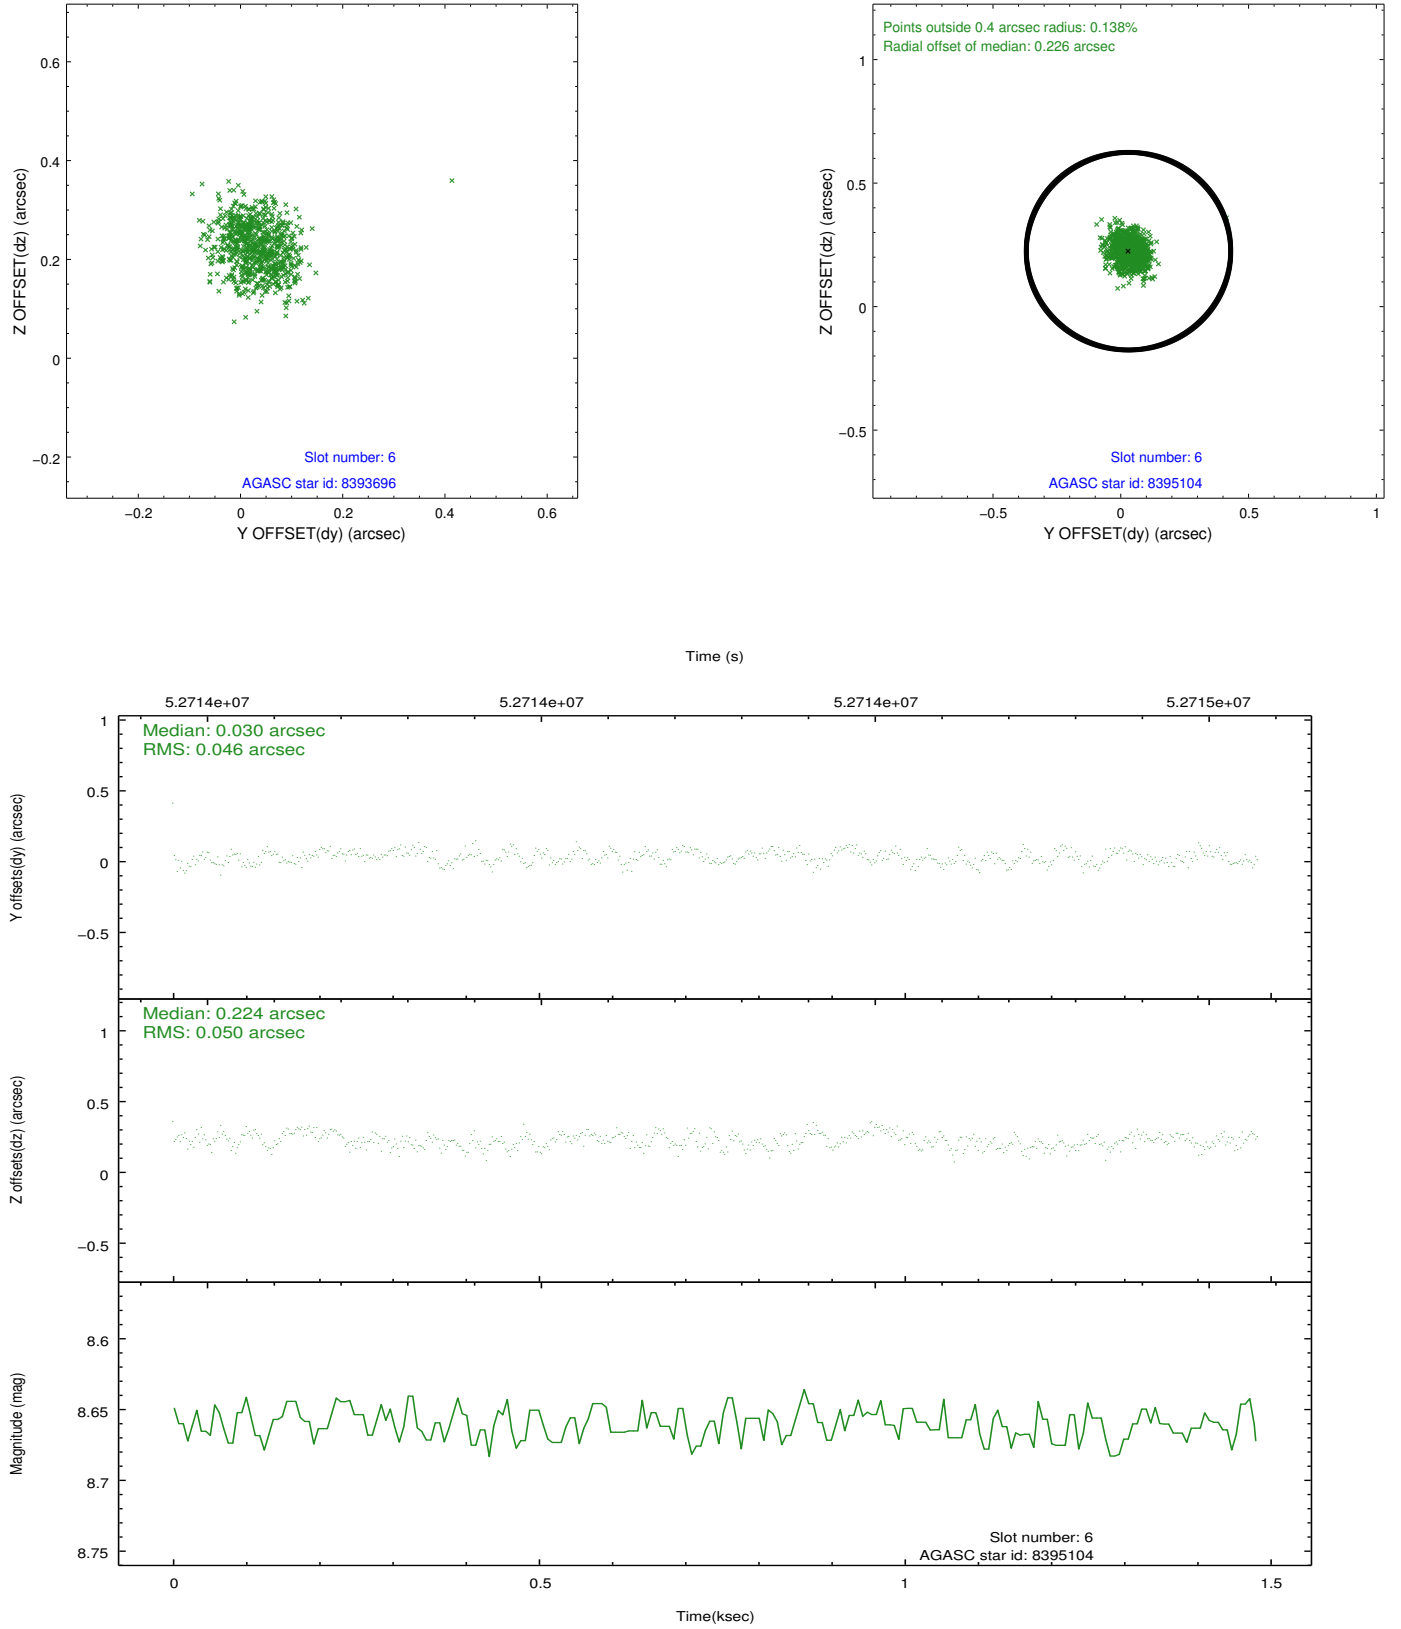 0.6
0.4
0.2
0
−0.2
Z OFFSET(dz) (arcsec)
Slot number: 6
AGASC star id: 8393696
−0.2 0 0.2 0.4 0.6
Y OFFSET(dy) (arcsec)
Points outside 0.4 arcsec radius: 0.138%
Radial offset of median: 0.226 arcsec
1
0.5
0
−0.5
Z OFFSET(dz) (arcsec)
Slot number: 6
AGASC star id: 8395104
−0.5 0 0.5 1
Y OFFSET(dy) (arcsec)
Time (s)
5.2714e+07 5.2714e+07 5.2714e+07 5.2715e+07
Median: 0.030 arcsec
RMS: 0.046 arcsec
1
0.5
0
−0.5
Y offsets(dy) (arcsec)
Median: 0.224 arcsec
RMS: 0.050 arcsec
1
0.5
0
−0.5
Z offsets(dz) (arcsec)
8.6
8.65
8.7
8.75
Magnitude (mag)
Slot number: 6
AGASC star id: 8395104
0 0.5 1 1.5
Time(ksec)